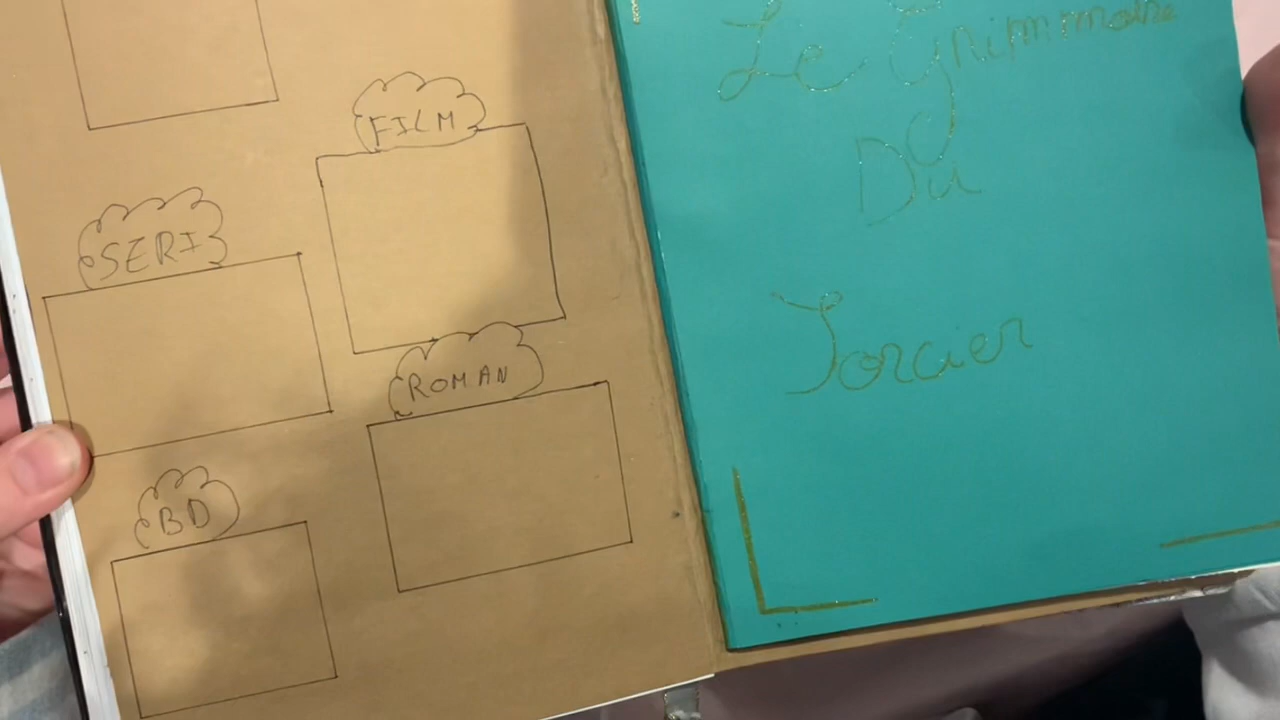 FILM
SERI
ROMAN
BD
Le Grimmoire
Du
Sorcier